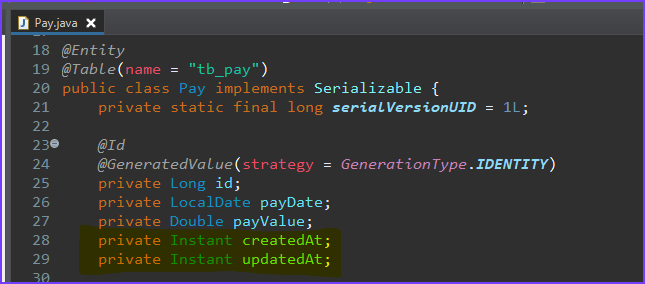 Pay.java
18 @Entity
19 @Table(name = "tb_pay")
20 public class Pay implements Serializable {
21 private static final long serialVersionUID = 1L;
22
23 @Id
24 @GeneratedValue(strategy = GenerationType.IDENTITY)
25 private Long id;
26 private LocalDate payDate;
27 private Double payValue;
28 private Instant createdAt;
29 private Instant updatedAt;
30